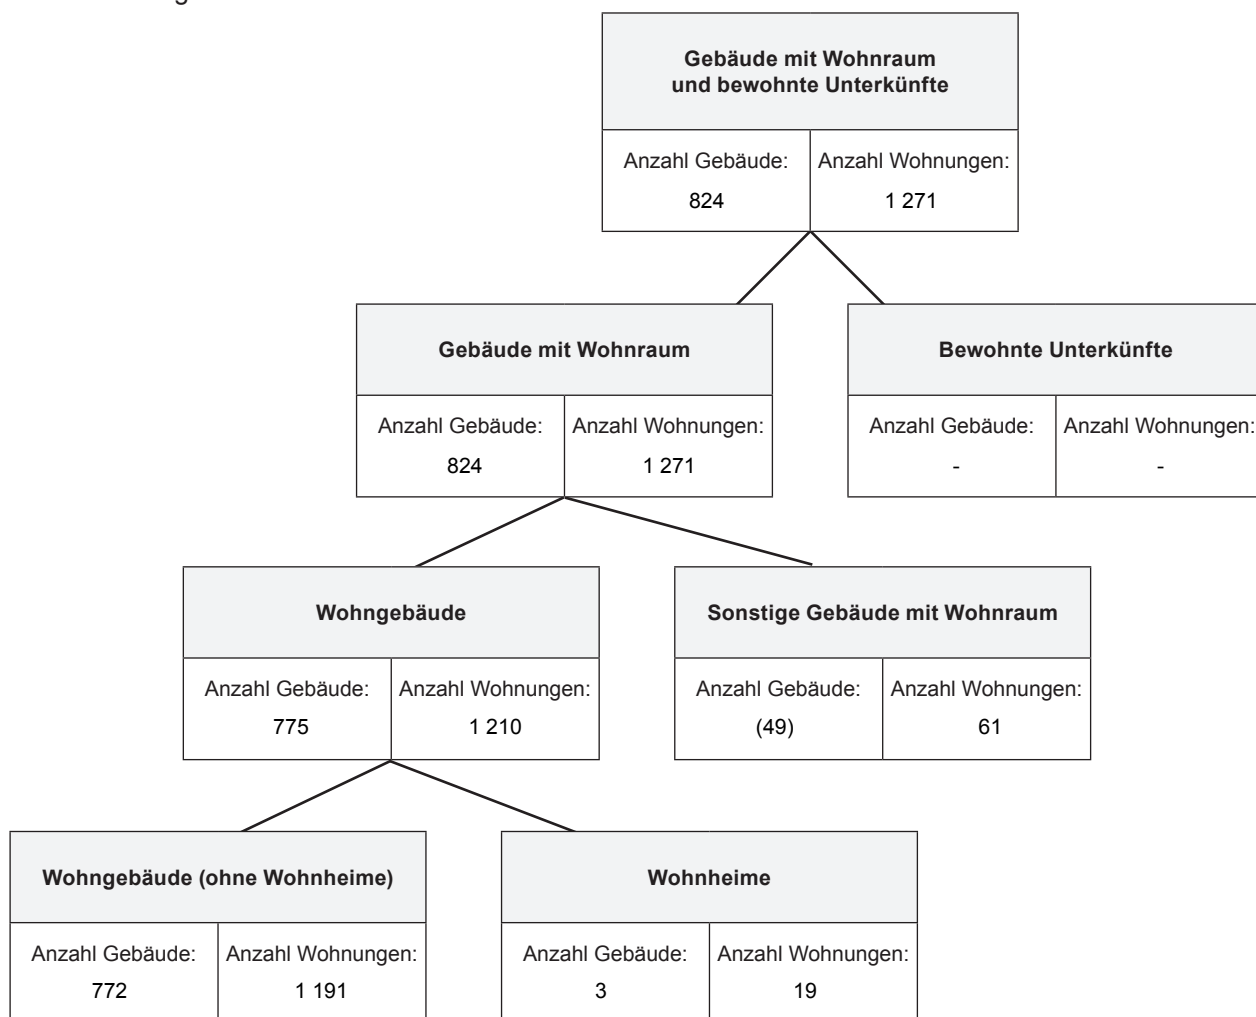 Gebäude mit Wohnraum
und bewohnte Unterkünfte
Anzahl Gebäude: Anzahl Wohnungen:
824 1 271
Gebäude mit Wohnraum
Anzahl Gebäude: Anzahl Wohnungen:
824 1 271
Bewohnte Unterkünfte
Anzahl Gebäude: Anzahl Wohnungen:
- -
Wohngebäude
Anzahl Gebäude: Anzahl Wohnungen:
775 1 210
Sonstige Gebäude mit Wohnraum
Anzahl Gebäude: Anzahl Wohnungen:
(49) 61
Wohngebäude (ohne Wohnheime)
Anzahl Gebäude: Anzahl Wohnungen:
772 1 191
Wohnheime
Anzahl Gebäude: Anzahl Wohnungen:
3 19